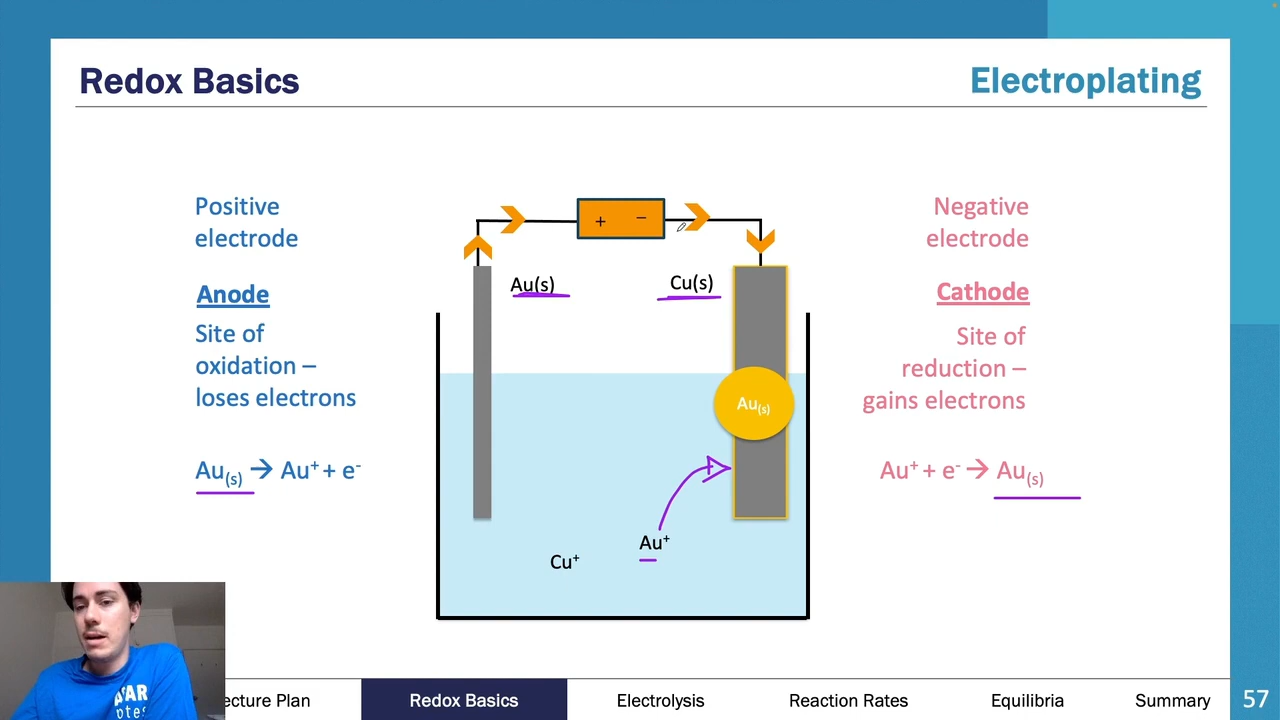 Redox Basics
Electroplating
Positive
electrode
Anode
Site of
oxidation –
loses electrons
Au(s) → Au⁺ + e⁻
+ −
Au(s)
Cu(s)
Au(s)
Cu⁺
Au⁺
Negative
electrode
Cathode
Site of
reduction –
gains electrons
Au⁺ + e⁻ → Au(s)
ecture Plan
Redox Basics
Electrolysis
Reaction Rates
Equilibria
Summary
57